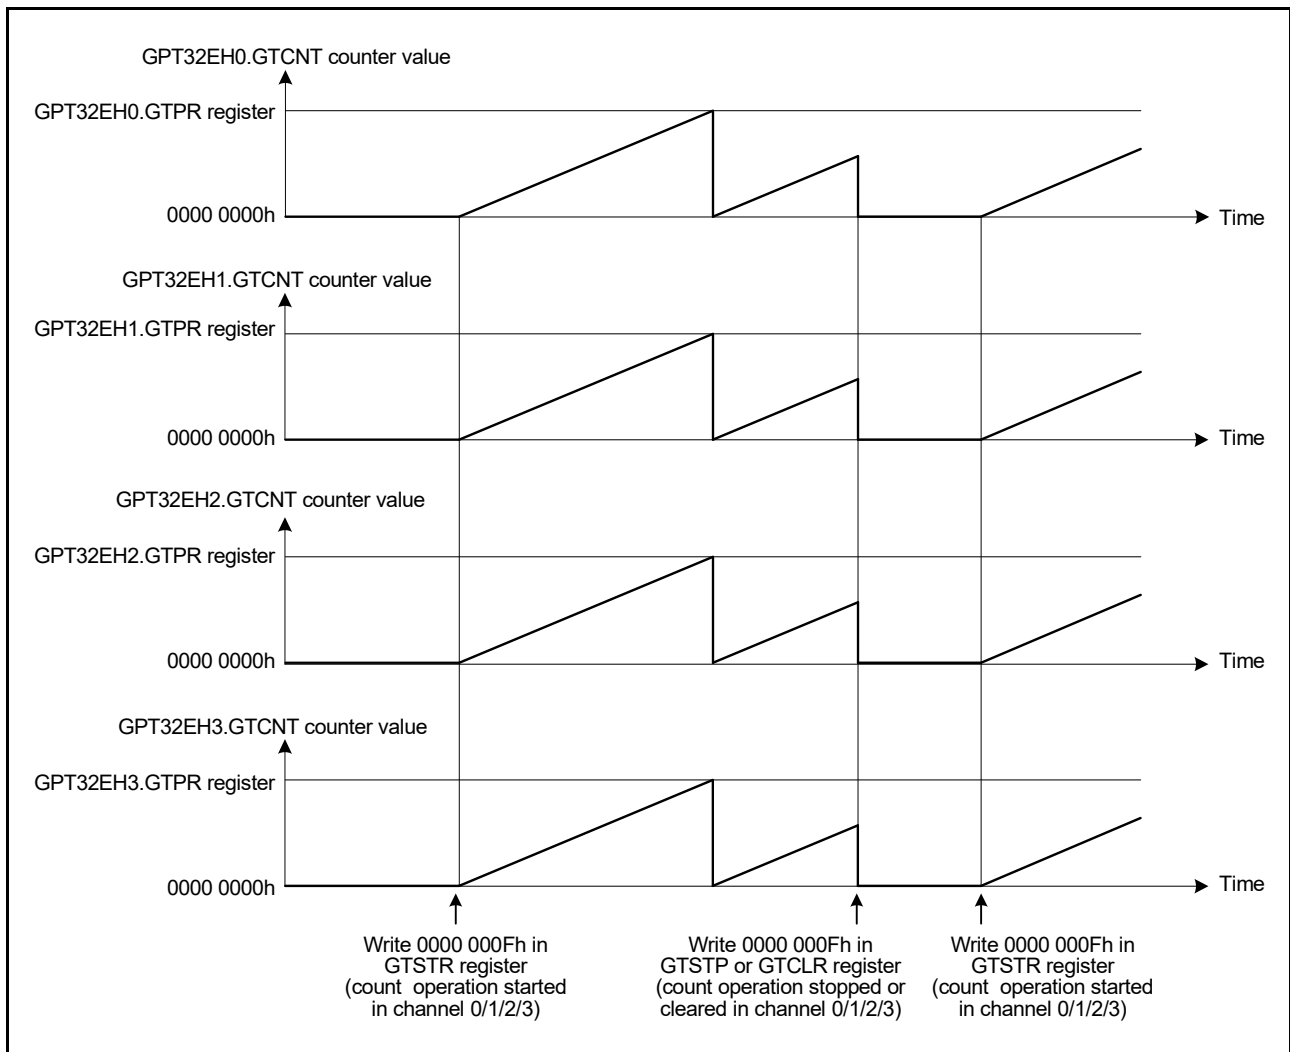 GPT32EH0.GTCNT counter value
GPT32EH0.GTPR register
0000 0000h
Time
GPT32EH1.GTCNT counter value
GPT32EH1.GTPR register
0000 0000h
Time
GPT32EH2.GTCNT counter value
GPT32EH2.GTPR register
0000 0000h
Time
GPT32EH3.GTCNT counter value
GPT32EH3.GTPR register
0000 0000h
Time
Write 0000 000Fh in
GTSTR register
(count operation started
in channel 0/1/2/3)
Write 0000 000Fh in
GTSTP or GTCLR register
(count operation stopped or
cleared in channel 0/1/2/3)
Write 0000 000Fh in
GTSTR register
(count operation started
in channel 0/1/2/3)